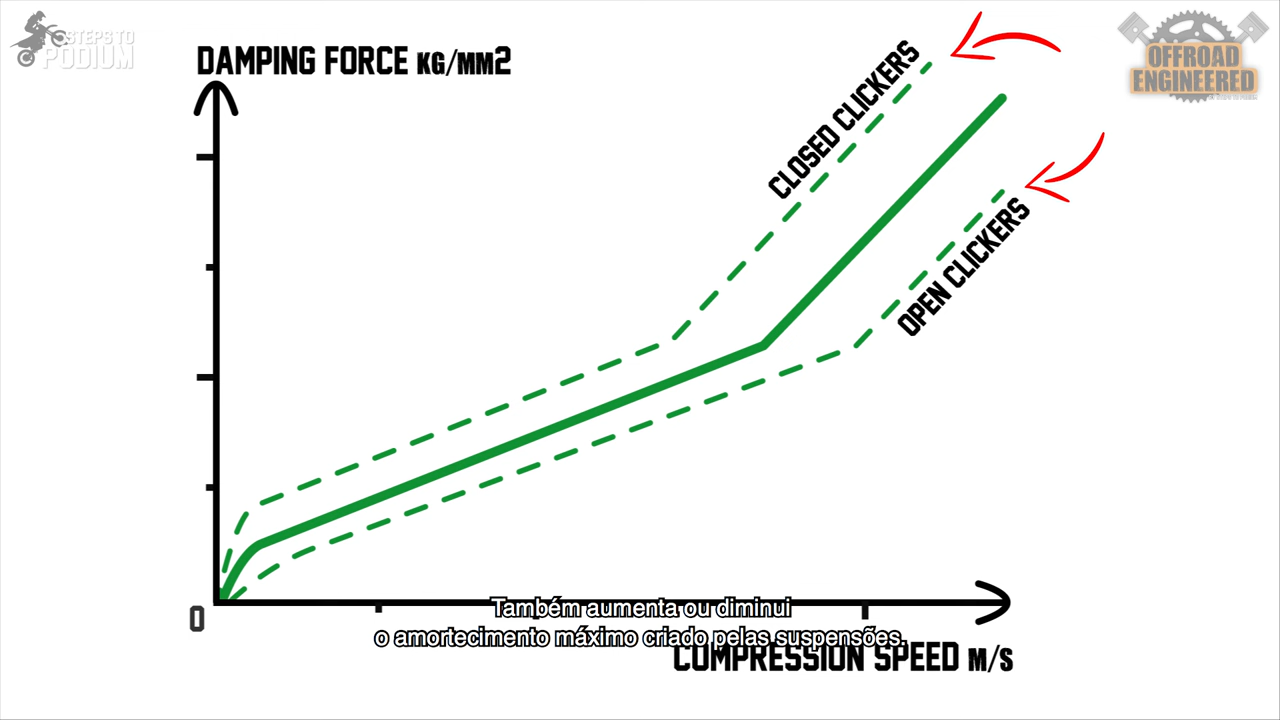 STEPS TO
PODIUM
OFFROAD
ENGINEERED
DAMPING FORCE KG/MM2
CLOSED CLICKERS
OPEN CLICKERS
0
Também aumenta ou diminui
o amortecimento máximo criado pelas suspensões.
COMPRESSION SPEED M/S